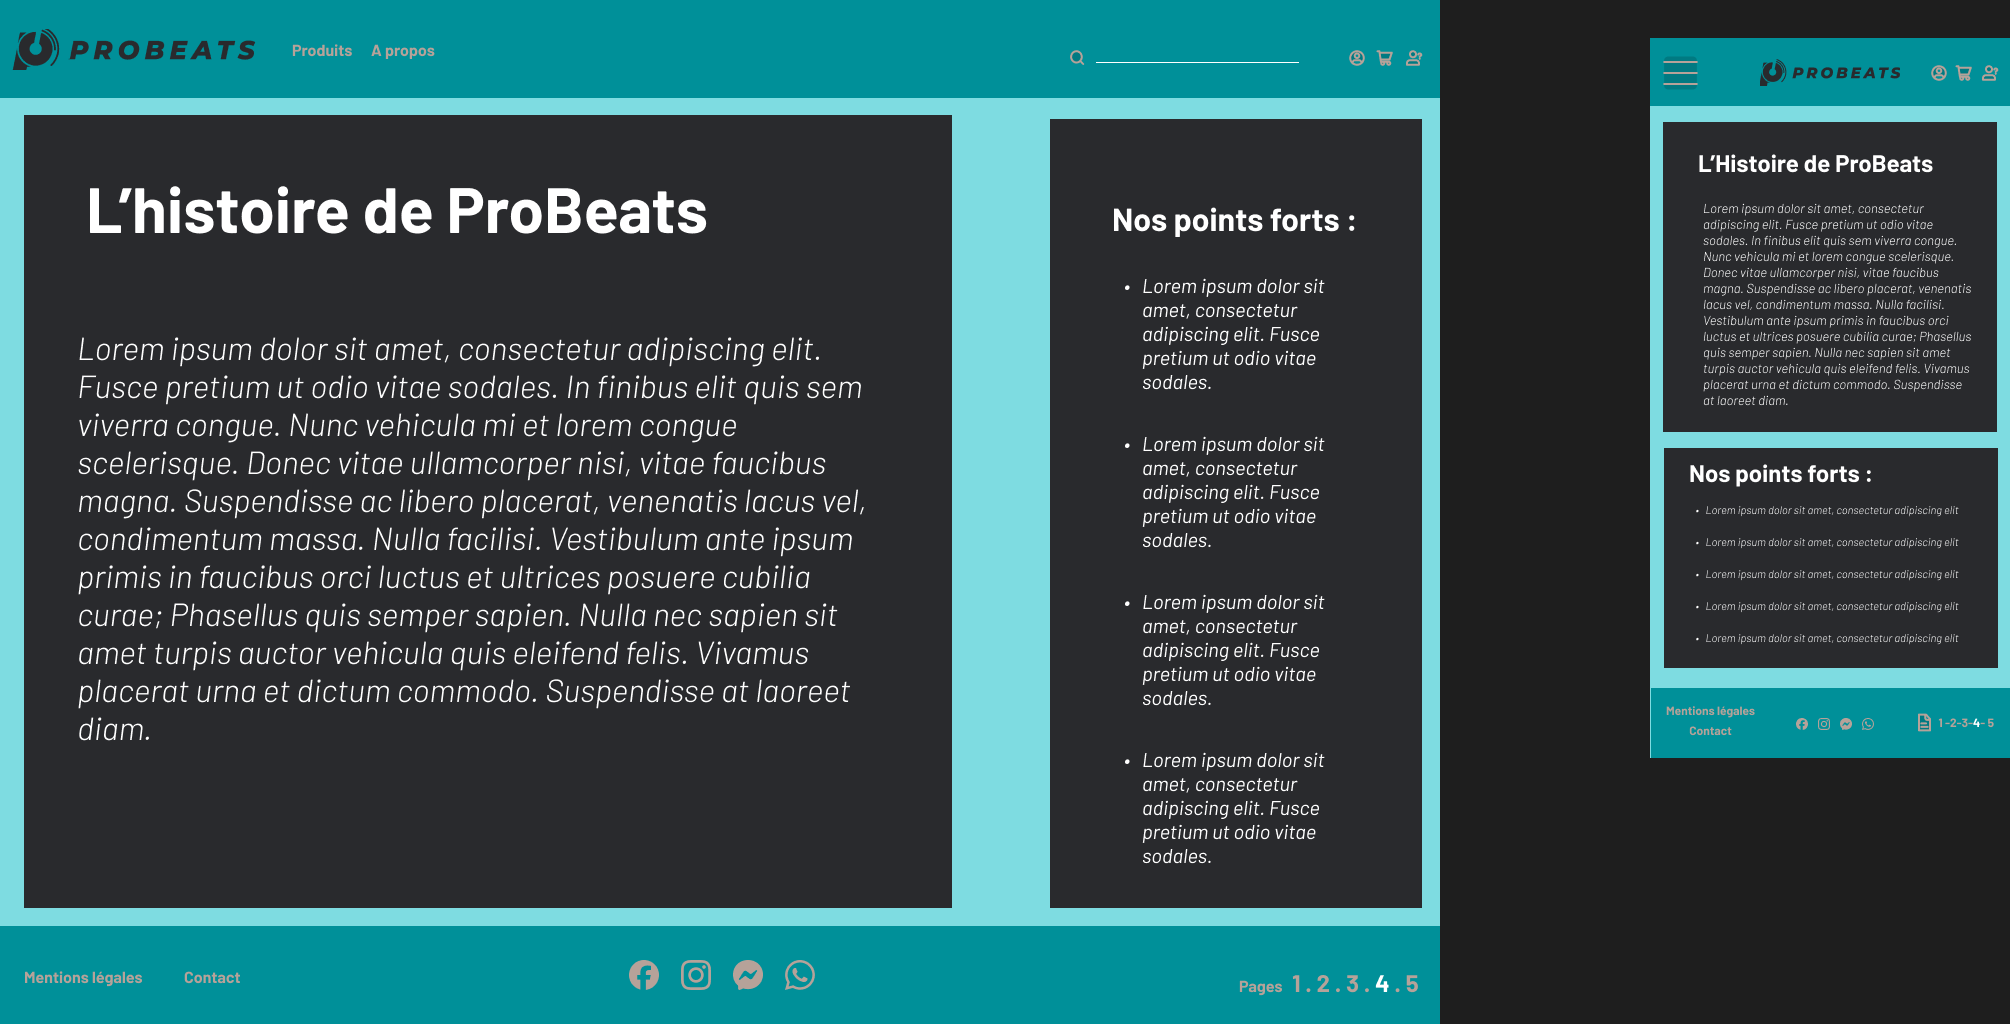 PROBEATS
Produits A propos
L’histoire de ProBeats
Lorem ipsum dolor sit amet, consectetur adipiscing elit.
Fusce pretium ut odio vitae sodales. In finibus elit quis sem
viverra congue. Nunc vehicula mi et lorem congue
scelerisque. Donec vitae ullamcorper nisi, vitae faucibus
magna. Suspendisse ac libero placerat, venenatis lacus vel,
condimentum massa. Nulla facilisi. Vestibulum ante ipsum
primis in faucibus orci luctus et ultrices posuere cubilia
curae; Phasellus quis semper sapien. Nulla nec sapien sit
amet turpis auctor vehicula quis eleifend felis. Vivamus
placerat urna et dictum commodo. Suspendisse at laoreet
diam.
Nos points forts :
• Lorem ipsum dolor sit
amet, consectetur
adipiscing elit. Fusce
pretium ut odio vitae
sodales.
• Lorem ipsum dolor sit
amet, consectetur
adipiscing elit. Fusce
pretium ut odio vitae
sodales.
• Lorem ipsum dolor sit
amet, consectetur
adipiscing elit. Fusce
pretium ut odio vitae
sodales.
• Lorem ipsum dolor sit
amet, consectetur
adipiscing elit. Fusce
pretium ut odio vitae
sodales.
Mentions légales Contact
Pages 1 . 2 . 3 . 4 . 5
PROBEATS
L’Histoire de ProBeats
Lorem ipsum dolor sit amet, consectetur
adipiscing elit. Fusce pretium ut odio vitae
sodales. In finibus elit quis sem viverra congue.
Nunc vehicula mi et lorem congue scelerisque.
Donec vitae ullamcorper nisi, vitae faucibus
magna. Suspendisse ac libero placerat, venenatis
lacus vel, condimentum massa. Nulla facilisi.
Vestibulum ante ipsum primis in faucibus orci
luctus et ultrices posuere cubilia curae; Phasellus
quis semper sapien. Nulla nec sapien sit amet
turpis auctor vehicula quis eleifend felis. Vivamus
placerat urna et dictum commodo. Suspendisse
at laoreet diam.
Nos points forts :
• Lorem ipsum dolor sit amet, consectetur adipiscing elit
• Lorem ipsum dolor sit amet, consectetur adipiscing elit
• Lorem ipsum dolor sit amet, consectetur adipiscing elit
• Lorem ipsum dolor sit amet, consectetur adipiscing elit
• Lorem ipsum dolor sit amet, consectetur adipiscing elit
Mentions légales
Contact
1 -2-3-4- 5